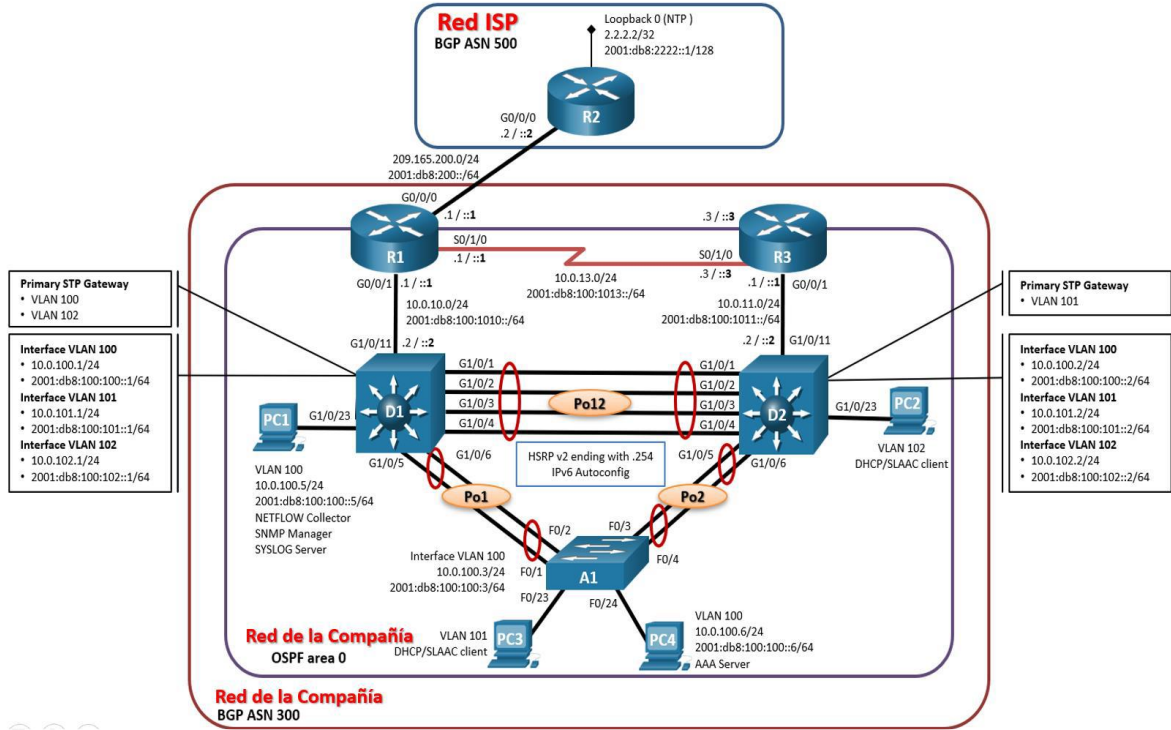 Red ISP
BGP ASN 500
Loopback 0 (NTP )
2.2.2.2/32
2001:db8:2222::1/128
R2
G0/0/0
.2 / ::2
209.165.200.0/24
2001:db8:200::/64
G0/0/0
.1 / ::1
R1
S0/1/0
.1 / ::1
10.0.13.0/24
2001:db8:100:1013::/64
.3 / ::3
R3
S0/1/0
.3 / ::3
G0/0/1
.1 / ::1
10.0.10.0/24
2001:db8:100:1010::/64
G1/0/11
.2 / ::2
G0/0/1
.1 / ::1
10.0.11.0/24
2001:db8:100:1011::/64
.2 / ::2
G1/0/11
Primary STP Gateway
• VLAN 100
• VLAN 102
Interface VLAN 100
• 10.0.100.1/24
• 2001:db8:100:100::1/64
Interface VLAN 101
• 10.0.101.1/24
• 2001:db8:100:101::1/64
Interface VLAN 102
• 10.0.102.1/24
• 2001:db8:100:102::1/64
Primary STP Gateway
• VLAN 101
Interface VLAN 100
• 10.0.100.2/24
• 2001:db8:100:100::2/64
Interface VLAN 101
• 10.0.101.2/24
• 2001:db8:100:101::2/64
Interface VLAN 102
• 10.0.102.2/24
• 2001:db8:100:102::2/64
D1
G1/0/1
G1/0/2
G1/0/3
G1/0/4
Po12
G1/0/1
G1/0/2
G1/0/3
G1/0/4
D2
PC1
G1/0/23
VLAN 100
10.0.100.5/24
2001:db8:100:100::5/64
NETFLOW Collector
SNMP Manager
SYSLOG Server
G1/0/23
PC2
VLAN 102
DHCP/SLAAC client
G1/0/5
G1/0/6
HSRP v2 ending with .254
IPv6 Autoconfig
G1/0/5
G1/0/6
Po1
Po2
F0/2
F0/3
F0/1
F0/4
Interface VLAN 100
10.0.100.3/24
2001:db8:100:100:3/64
A1
F0/23
F0/24
VLAN 101
DHCP/SLAAC client
PC3
PC4
VLAN 100
10.0.100.6/24
2001:db8:100:100::6/64
AAA Server
Red de la Compañía
OSPF area 0
Red de la Compañía
BGP ASN 300